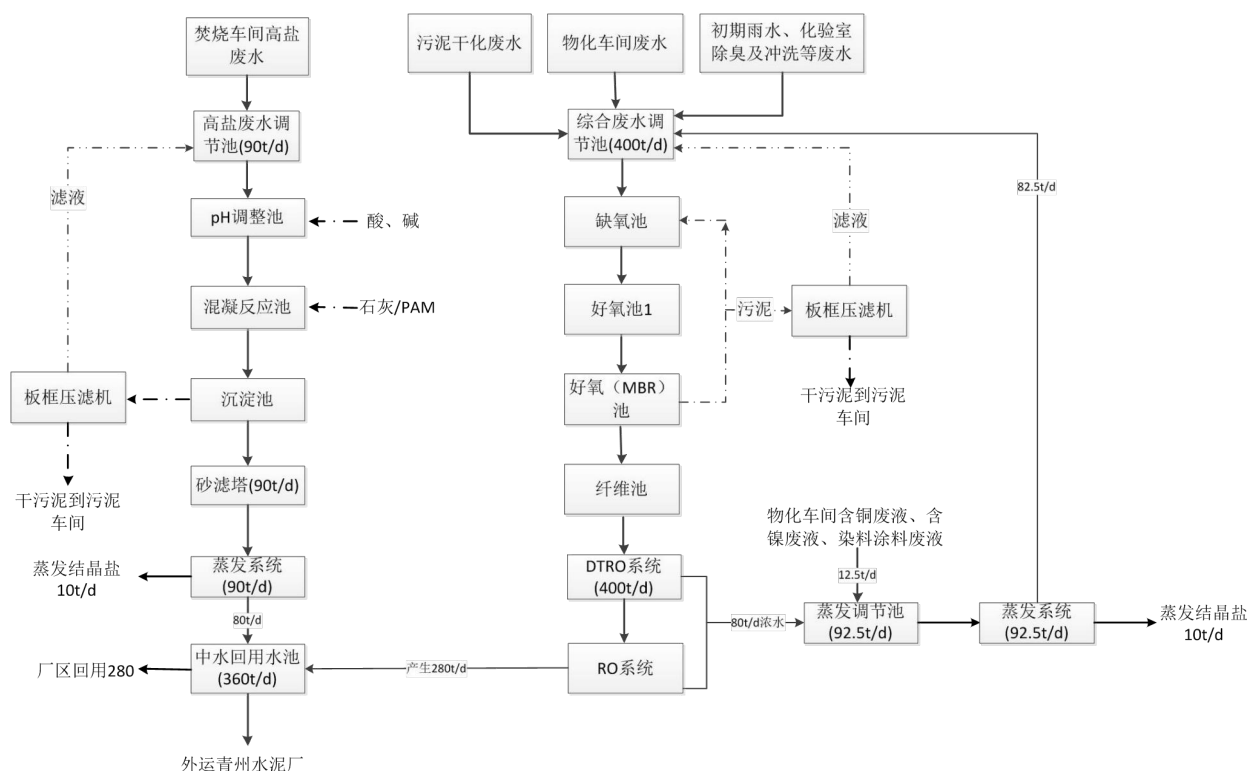 焚烧车间高盐
废水
污泥干化废水
物化车间废水
初期雨水、化验室
除臭及冲洗等废水
高盐废水调
节池(90t/d)
综合废水调
节池(400t/d)
滤液
82.5t/d
pH调整池
酸、碱
缺氧池
滤液
混凝反应池
石灰/PAM
好氧池1
污泥
板框压滤机
板框压滤机
沉淀池
好氧（MBR）
池
干污泥到污泥
车间
砂滤塔(90t/d)
纤维池
干污泥到污泥
车间
物化车间含铜废液、含
镍废液、染料涂料废液
蒸发结晶盐
10t/d
蒸发系统
(90t/d)
DTRO系统
(400t/d)
12.5t/d
80t/d
80t/d浓水
蒸发调节池
(92.5t/d)
蒸发系统
(92.5t/d)
蒸发结晶盐
10t/d
厂区回用280
中水回用水池
(360t/d)
产生280t/d
RO系统
外运青州水泥厂